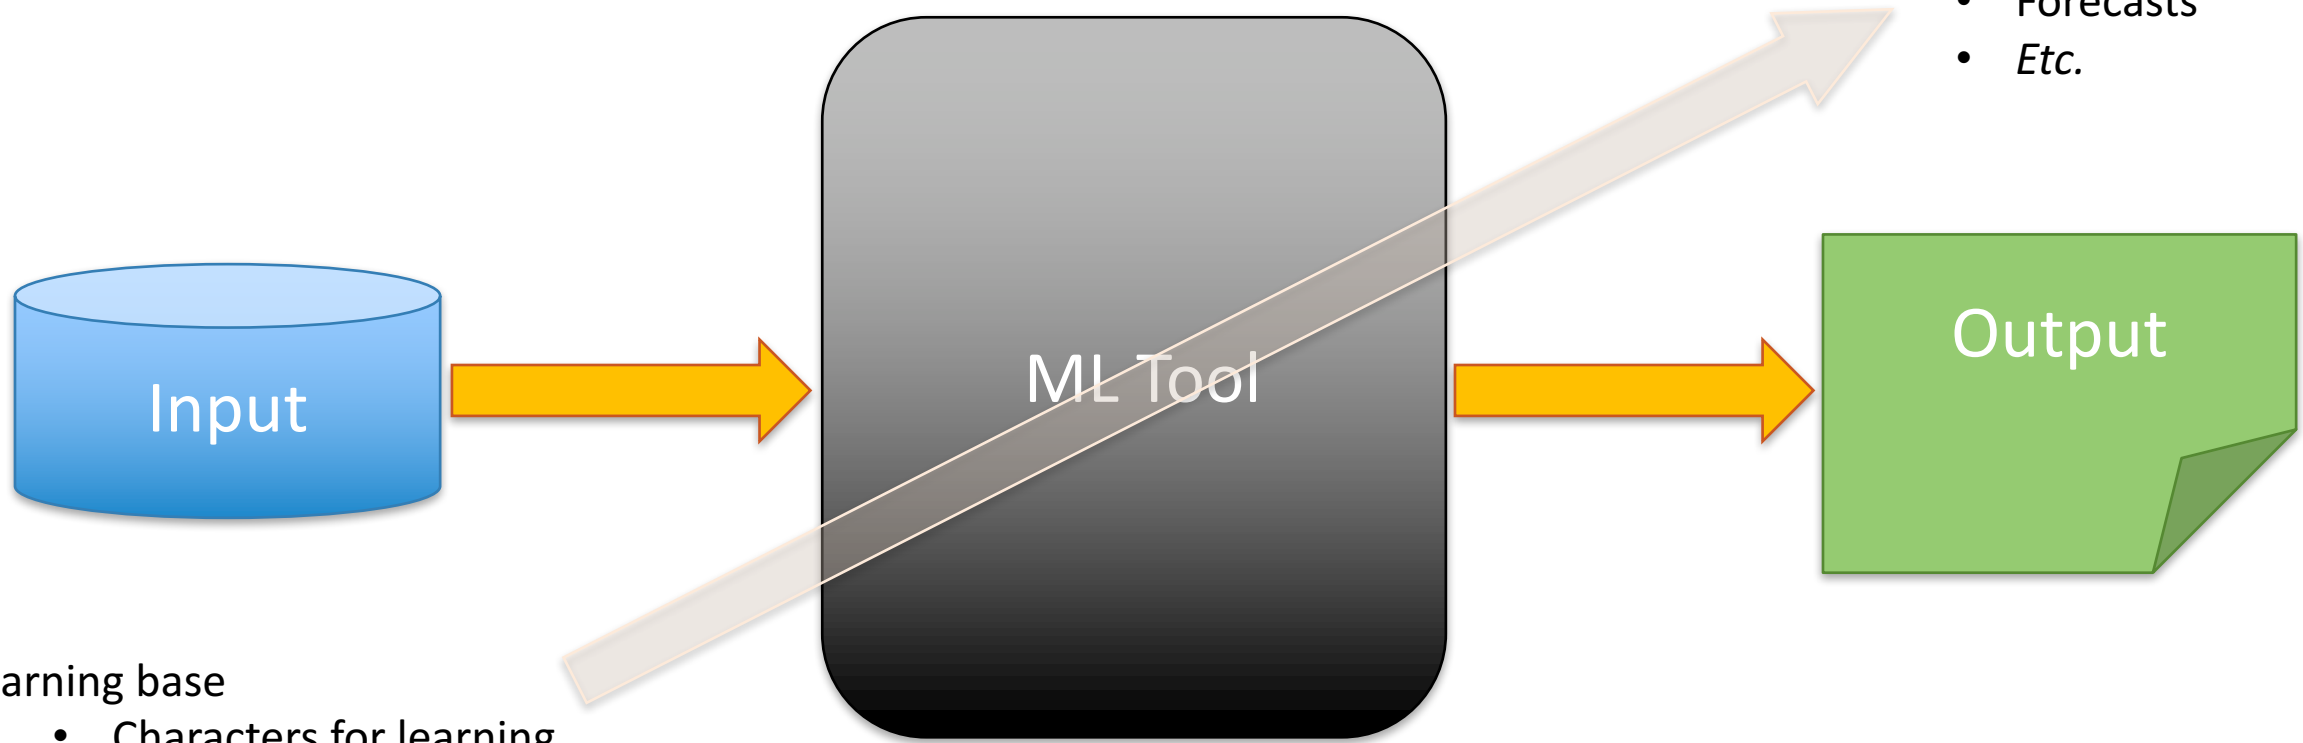 • Forecasts
• Etc.
Output
ML Tool
Input
arning base
• Characters for learning